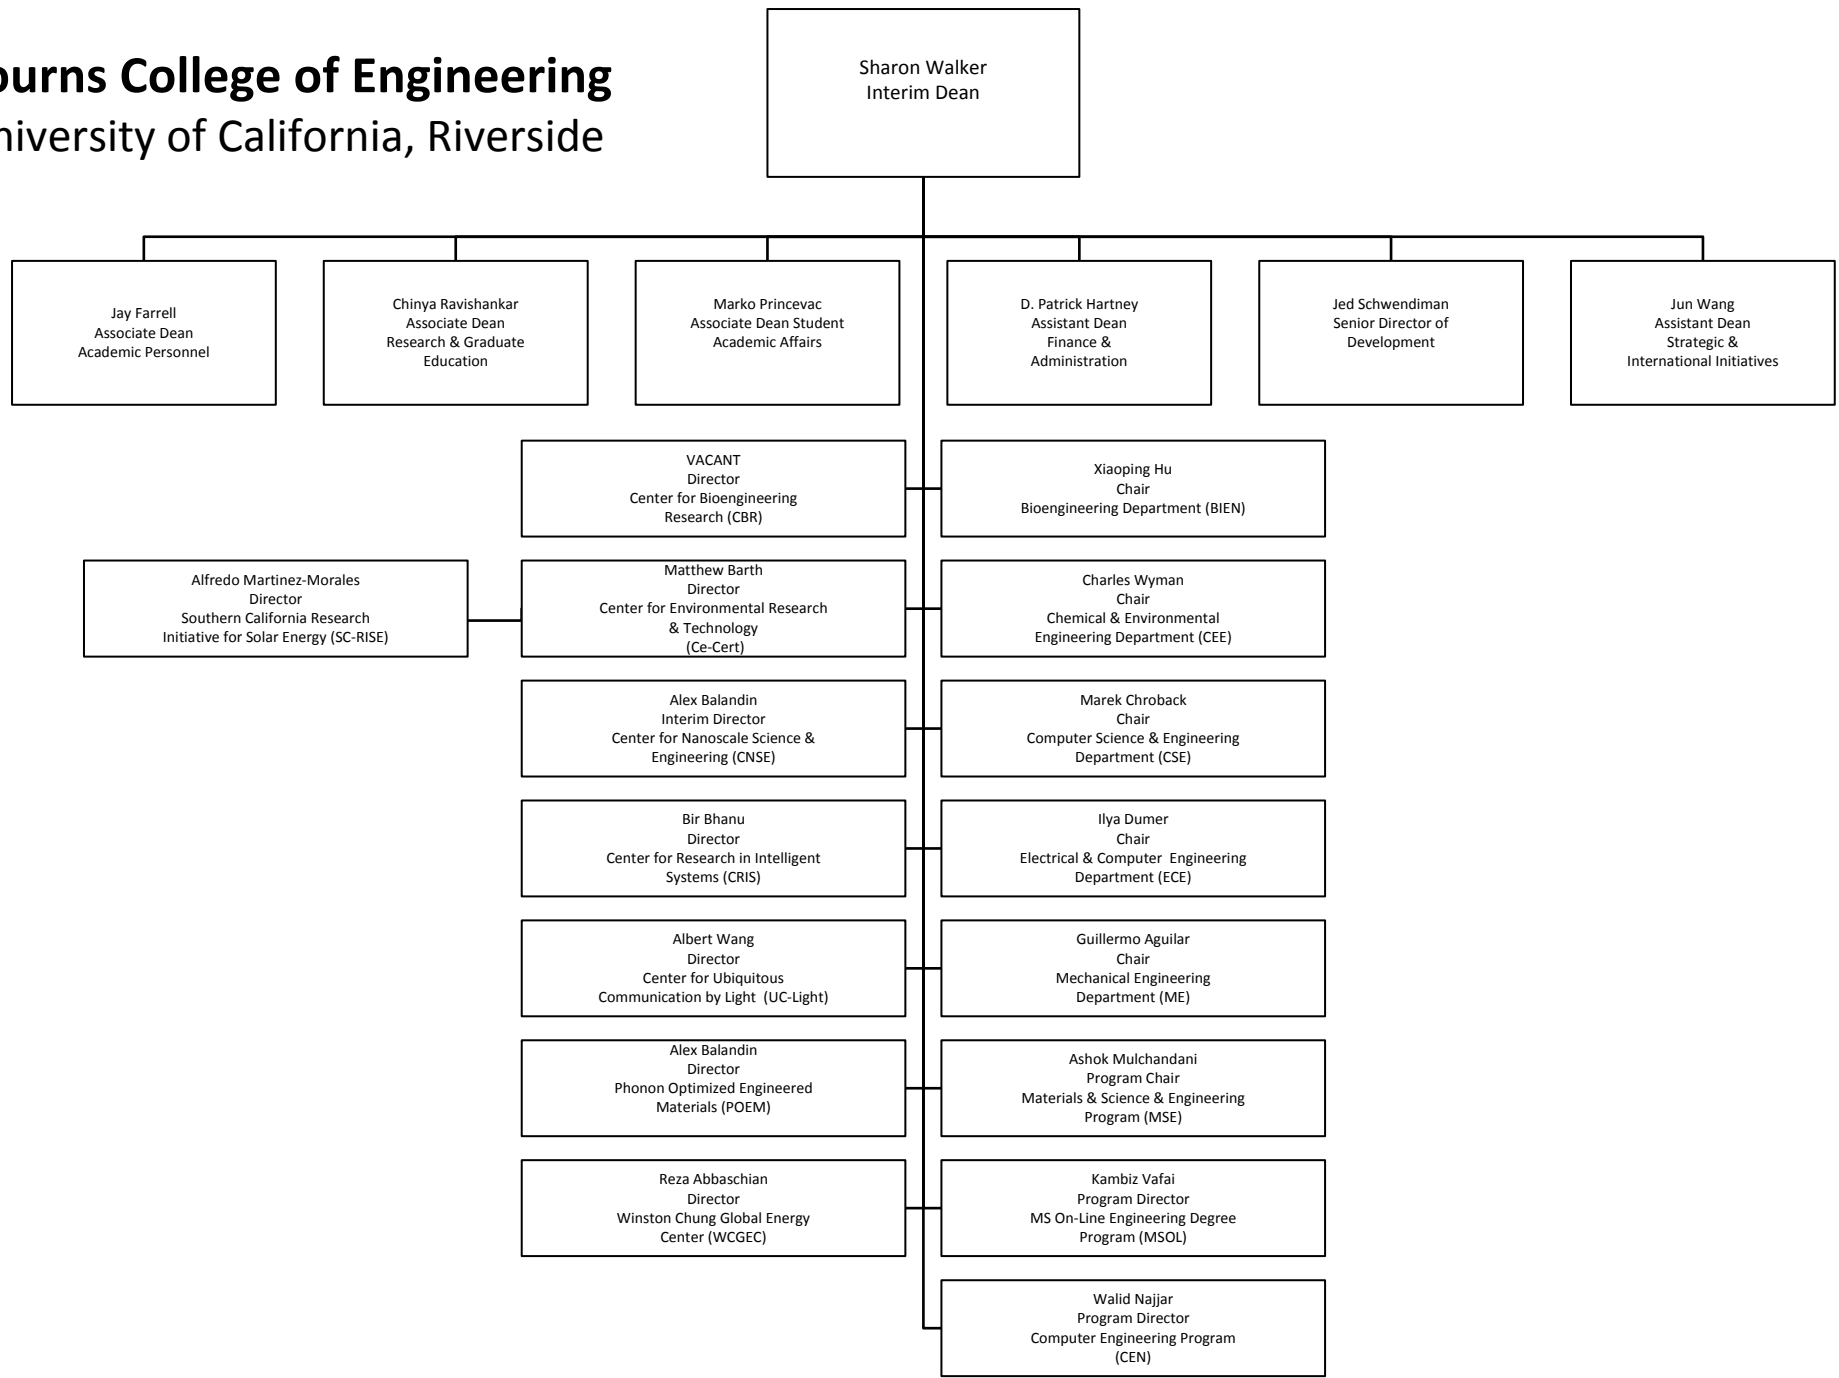 ourns College of Engineering
niversity of California, Riverside
Sharon Walker
Interim Dean
Jay Farrell
Associate Dean
Academic Personnel
Chinya Ravishankar
Associate Dean
Research & Graduate
Education
Marko Princevac
Associate Dean Student
Academic Affairs
D. Patrick Hartney
Assistant Dean
Finance &
Administration
Jed Schwendiman
Senior Director of
Development
Jun Wang
Assistant Dean
Strategic &
International Initiatives
VACANT
Director
Center for Bioengineering
Research (CBR)
Xiaoping Hu
Chair
Bioengineering Department (BIEN)
Alfredo Martinez-Morales
Director
Southern California Research
Initiative for Solar Energy (SC-RISE)
Matthew Barth
Director
Center for Environmental Research
& Technology
(Ce-Cert)
Charles Wyman
Chair
Chemical & Environmental
Engineering Department (CEE)
Alex Balandin
Interim Director
Center for Nanoscale Science &
Engineering (CNSE)
Marek Chroback
Chair
Computer Science & Engineering
Department (CSE)
Bir Bhanu
Director
Center for Research in Intelligent
Systems (CRIS)
Ilya Dumer
Chair
Electrical & Computer  Engineering
Department (ECE)
Albert Wang
Director
Center for Ubiquitous
Communication by Light  (UC-Light)
Guillermo Aguilar
Chair
Mechanical Engineering
Department (ME)
Alex Balandin
Director
Phonon Optimized Engineered
Materials (POEM)
Ashok Mulchandani
Program Chair
Materials & Science & Engineering
Program (MSE)
Reza Abbaschian
Director
Winston Chung Global Energy
Center (WCGEC)
Kambiz Vafai
Program Director
MS On-Line Engineering Degree
Program (MSOL)
Walid Najjar
Program Director
Computer Engineering Program
(CEN)